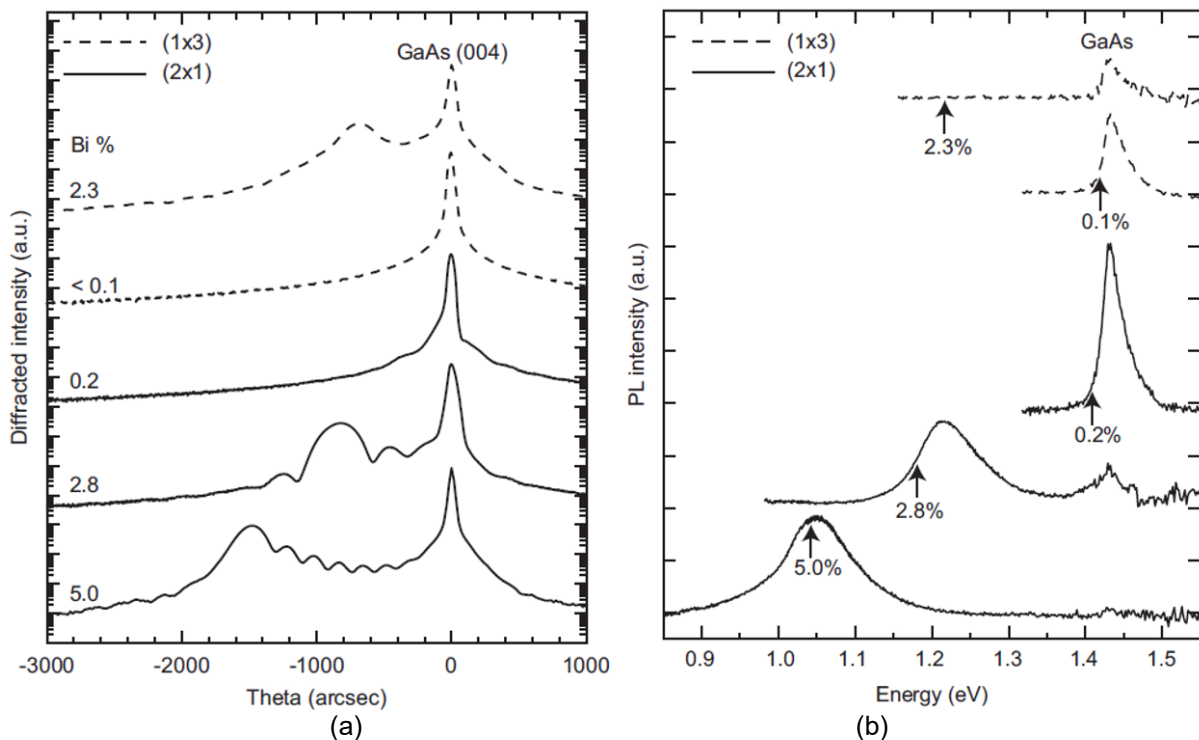 (1x3)
(2x1)
GaAs (004)
Bi %
2.3
< 0.1
0.2
2.8
5.0
Diffracted intensity (a.u.)
-3000 -2000 -1000 0 1000
Theta (arcsec)
(a)
(1x3)
(2x1)
GaAs
2.3%
0.1%
0.2%
2.8%
5.0%
PL intensity (a.u.)
0.9 1.0 1.1 1.2 1.3 1.4 1.5
Energy (eV)
(b)